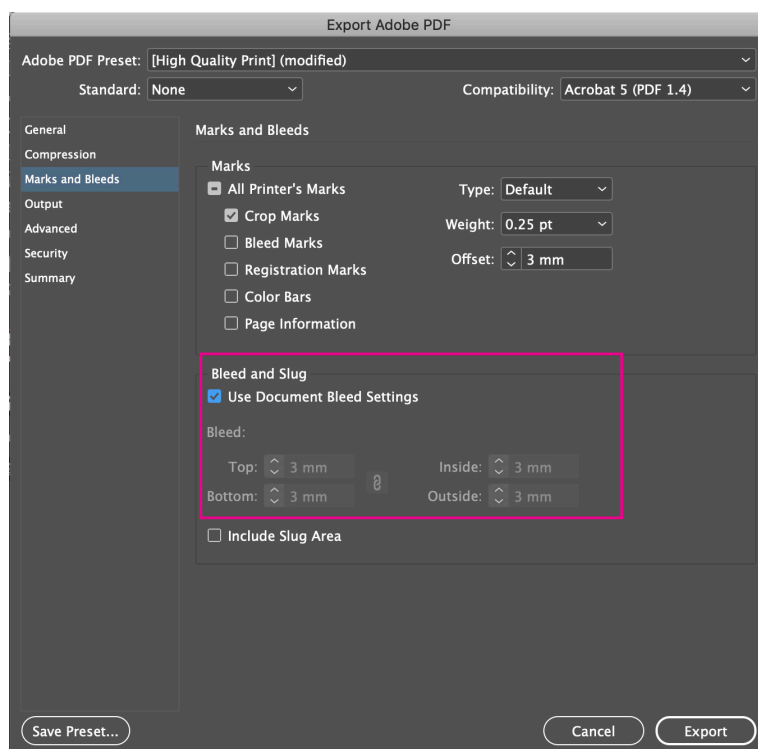 Export Adobe PDF
Adobe PDF Preset: [High Quality Print] (modified)
Standard: None Compatibility: Acrobat 5 (PDF 1.4)
General
Compression
Marks and Bleeds
Output
Advanced
Security
Summary
Marks and Bleeds
Marks
All Printer's Marks
Crop Marks
Bleed Marks
Registration Marks
Color Bars
Page Information
Type: Default
Weight: 0.25 pt
Offset: 3 mm
Bleed and Slug
Use Document Bleed Settings
Bleed:
Top: 3 mm Inside: 3 mm
Bottom: 3 mm Outside: 3 mm
Include Slug Area
Save Preset... Cancel Export